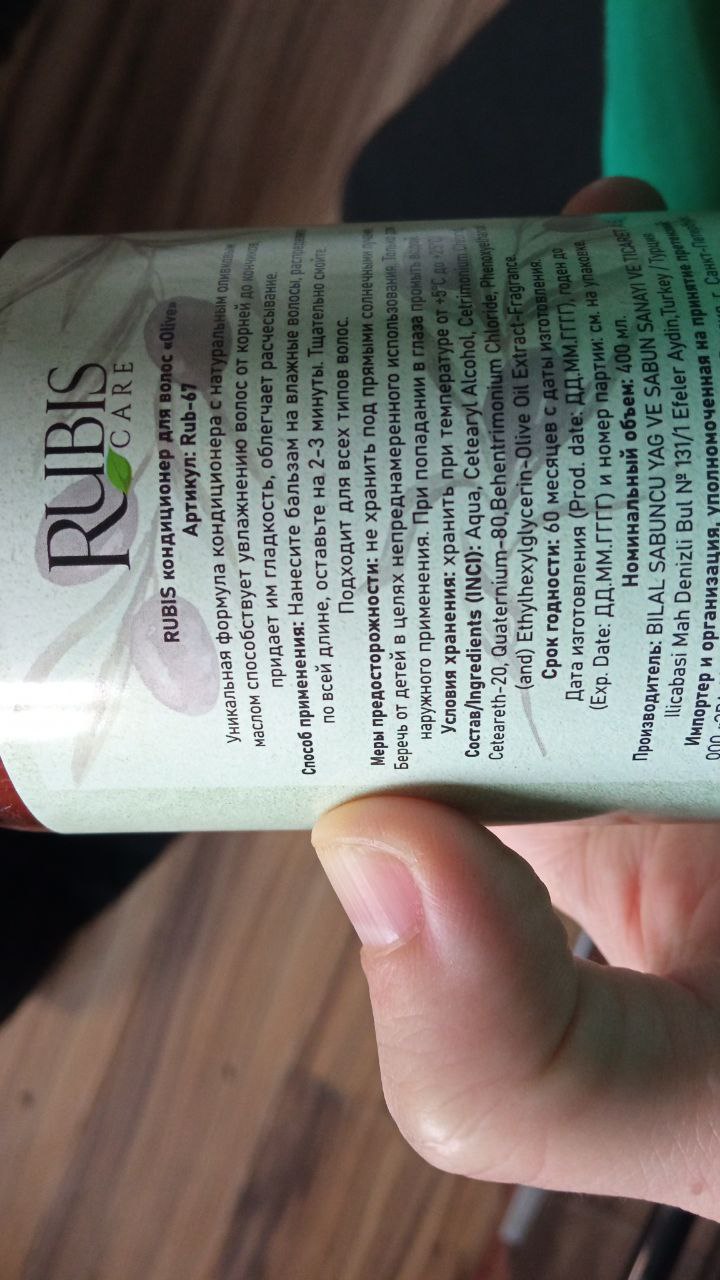 RUBIS
CARE
RUBIS кондиционер для волос «Olive»
Артикул: Rub-67
Уникальная формула кондиционера с натуральным оливковым
маслом способствует увлажнению волос от корней до кончиков,
придает им гладкость, облегчает расчесывание.
Способ применения: Нанесите бальзам на влажные волосы,
по всей длине, оставьте на 2-3 минуты. Тщательно смойте.
Подходит для всех типов волос.
Меры предосторожности: не хранить под прямыми солнечными
Беречь от детей в целях непреднамеренного использования. Только для
наружного применения. При попадании в глаза промыть водой
Условия хранения: хранить при температуре от +5°C до +25°C
Состав/Ingredients (INCI): Aqua, Cetearyl Alcohol, Cetrimonium
Ceteareth-20, Quaternium-80,Behentrimonium Chloride,
(and) Ethylhexylglycerin-Olive Oil Extract-Fragrance.
Срок годности: 60 месяцев с даты изготовления.
Дата изготовления (Prod. date: ДД.ММ.ГГГГ), годен до
(Exp. Date: ДД.ММ.ГГГГ) и номер партии: см. на упаковке.
Номинальный объем: 400 мл.
Производитель: BILAL SABUNCU YAG VE SABUN SANAYI VE TICARET
Ilicabasi Mah Denizli Bul № 131/1 Efeler Aydin,Turkey / Турция
Импортер и организация, уполномоченная на принятие
ООО